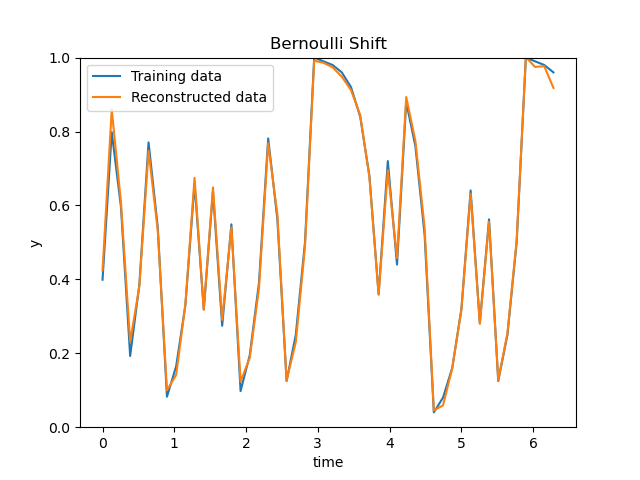 Bernoulli Shift
Training data
Reconstructed data
1.0
0.8
0.6
0.4
0.2
0.0
y
0 1 2 3 4 5 6
time